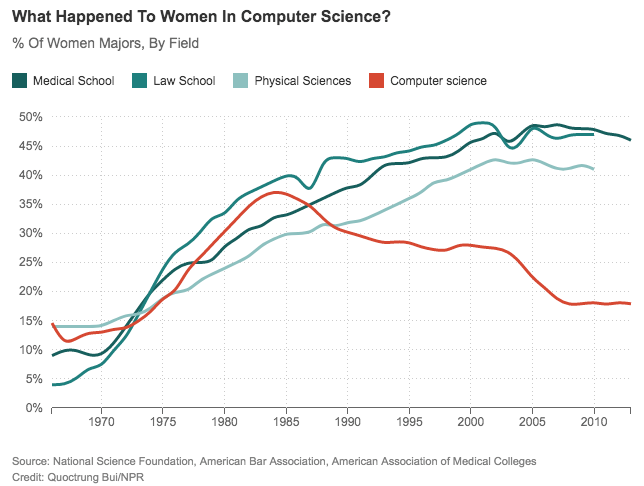 What Happened To Women In Computer Science?
% Of Women Majors, By Field
Medical School Law School Physical Sciences Computer science
50%
45%
40%
35%
30%
25%
20%
15%
10%
5%
0%
1970 1975 1980 1985 1990 1995 2000 2005 2010
Source: National Science Foundation, American Bar Association, American Association of Medical Colleges
Credit: Quoctrung Bui/NPR